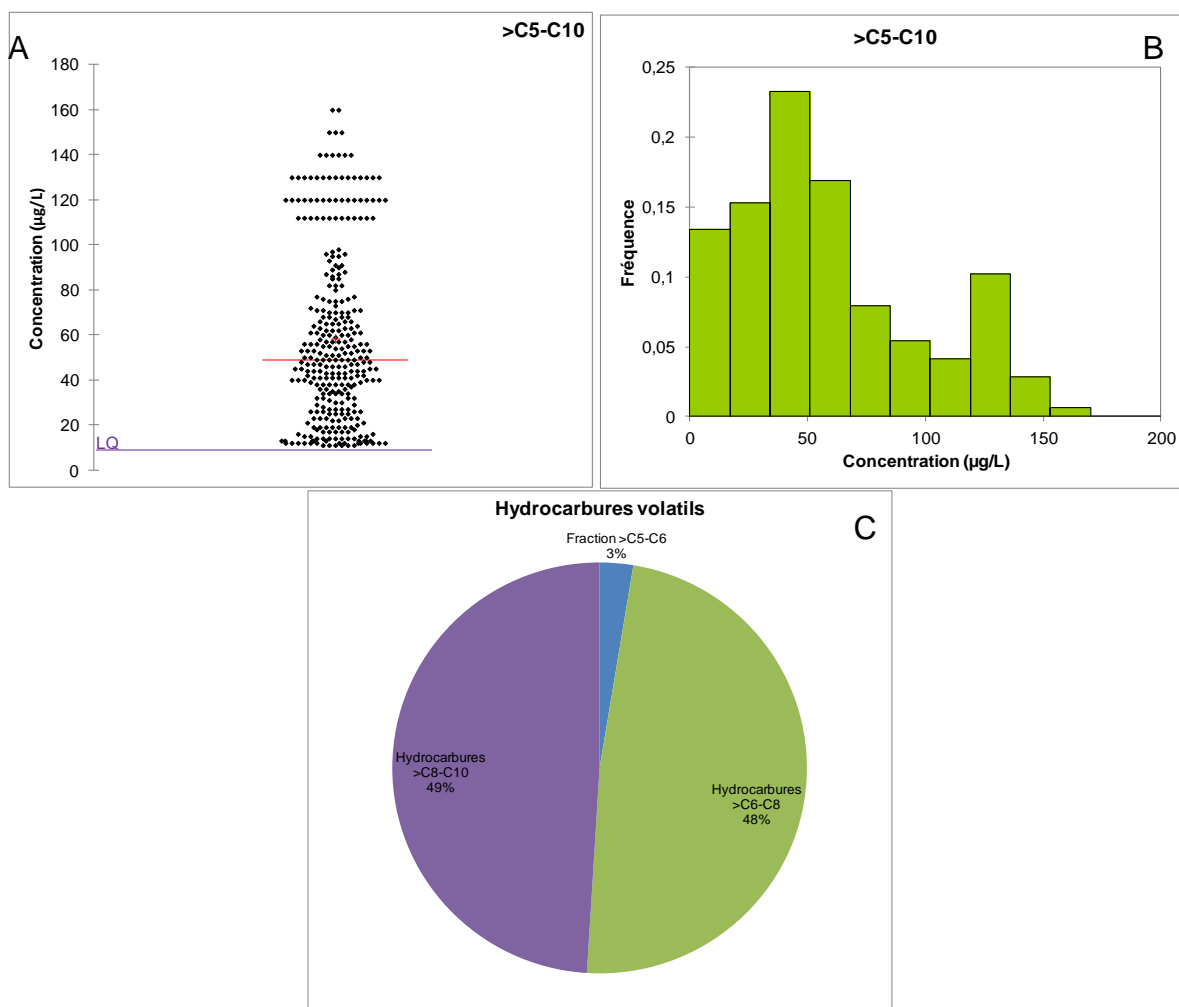 A
>C5-C10
180
160
140
120
100
80
60
40
20
0
Concentration (µg/L)
LQ
>C5-C10
B
0,25
0,2
0,15
0,1
0,05
0
Fréquence
0 50 100 150 200
Concentration (µg/L)
Hydrocarbures volatils
C
Fraction >C5-C6
3%
Hydrocarbures
>C8-C10
49%
Hydrocarbures
>C6-C8
48%